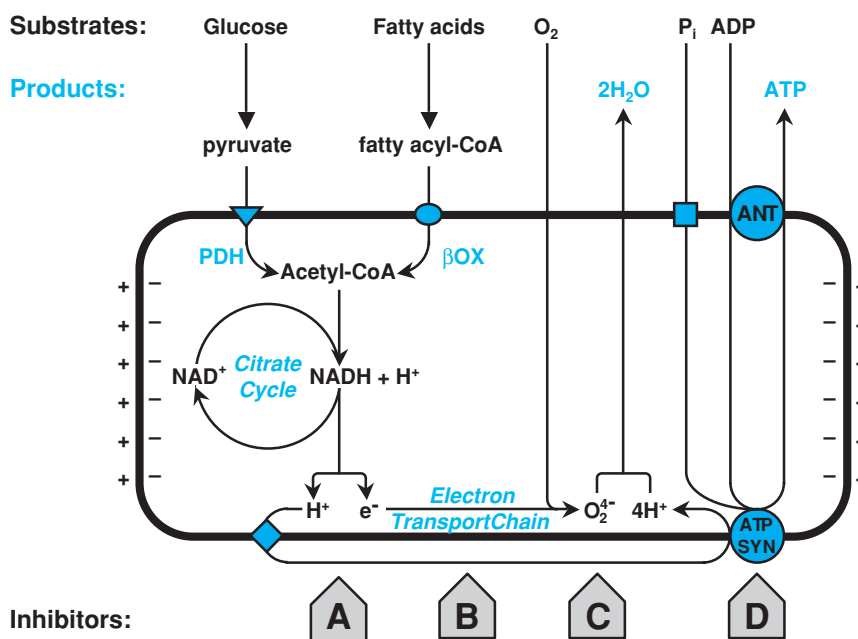 Substrates: Glucose Fatty acids O₂ Pᵢ ADP
Products: 2H₂O ATP
pyruvate fatty acyl-CoA
ANT
PDH βOX
Acetyl-CoA
+ − − +
+ − − +
+ − − +
+ − − +
+ − − +
+ − − +
Citrate
Cycle
NAD⁺ NADH + H⁺
Electron
H⁺ e⁻ O₂⁴⁻ 4H⁺
TransportChain
ATP
SYN
Inhibitors: A B C D